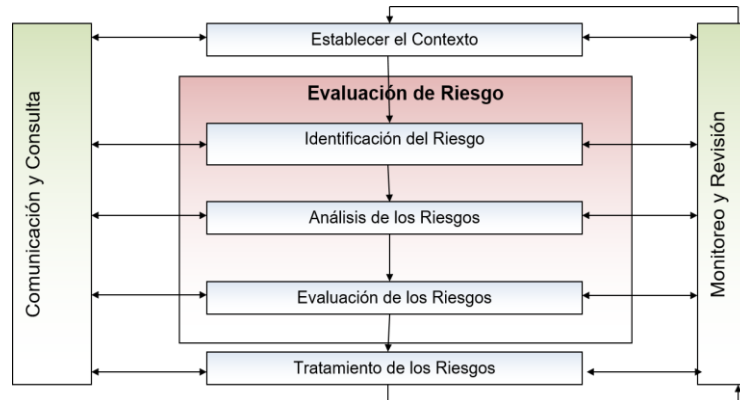 Establecer el Contexto
Evaluación de Riesgo
Identificación del Riesgo
Análisis de los Riesgos
Evaluación de los Riesgos
Tratamiento de los Riesgos
Comunicación y Consulta
Monitoreo y Revisión